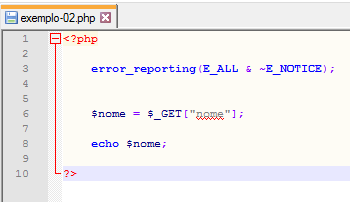 exemplo-02.php
1 <?php
2
3 error_reporting(E_ALL & ~E_NOTICE);
4
5
6 $nome = $_GET["nome"];
7
8 echo $nome;
9
10 ?>